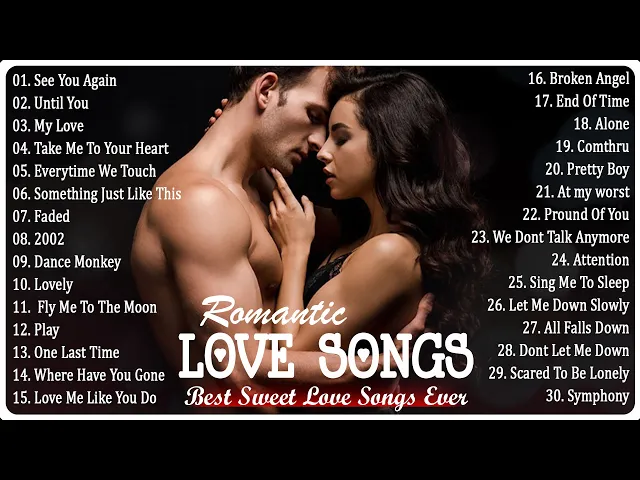 01. See You Again
02. Until You
03. My Love
04. Take Me To Your Heart
05. Everytime We Touch
06. Something Just Like This
07. Faded
08. 2002
09. Dance Monkey
10. Lovely
11. Fly Me To The Moon
12. Play
13. One Last Time
14. Where Have You Gone
15. Love Me Like You Do
16. Broken Angel
17. End Of Time
18. Alone
19. Comthru
20. Pretty Boy
21. At my worst
22. Pround Of You
23. We Dont Talk Anymore
24. Attention
25. Sing Me To Sleep
26. Let Me Down Slowly
27. All Falls Down
28. Dont Let Me Down
29. Scared To Be Lonely
30. Symphony
Romantic
LOVE SONGS
Best Sweet Love Songs Ever